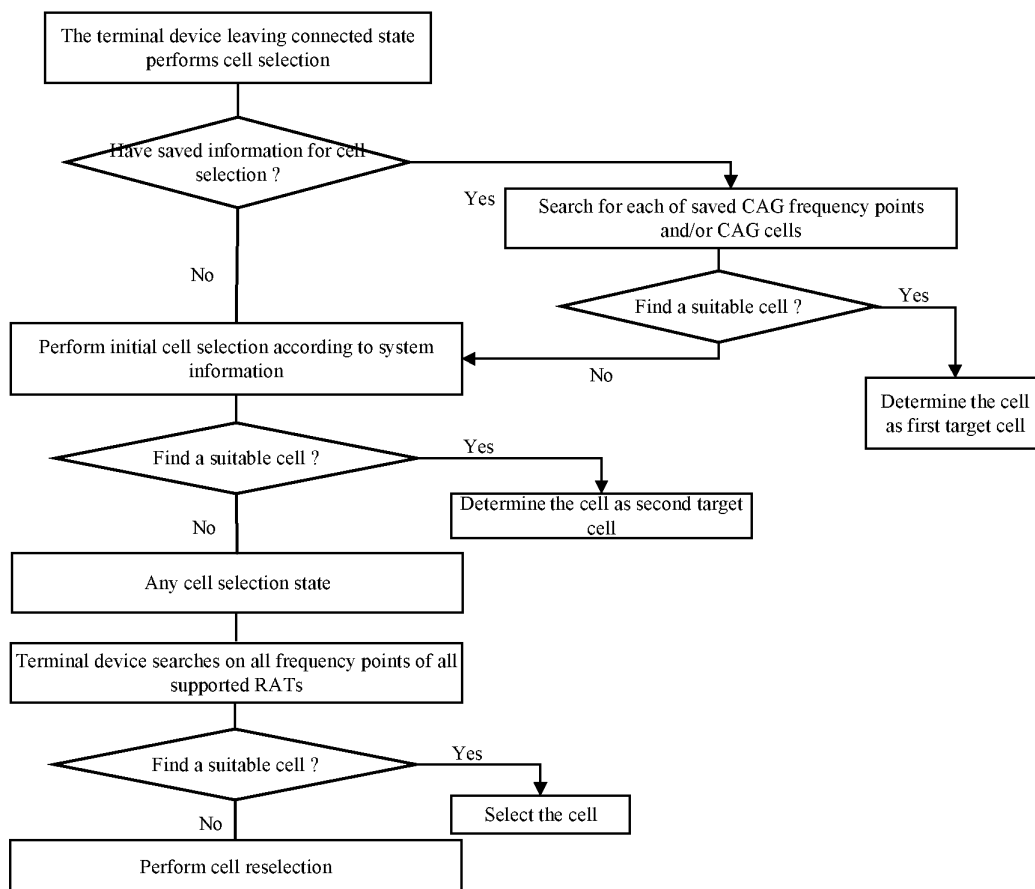 The terminal device leaving connected state
performs cell selection
Have saved information for cell
selection ?
Yes
Search for each of saved CAG frequency points
and/or CAG cells
No
Find a suitable cell ?
Yes
Perform initial cell selection according to system
information
No
Determine the cell
as first target cell
Find a suitable cell ?
Yes
Determine the cell as second target
cell
No
Any cell selection state
Terminal device searches on all frequency points of all
supported RATs
Find a suitable cell ?
Yes
Select the cell
No
Perform cell reselection